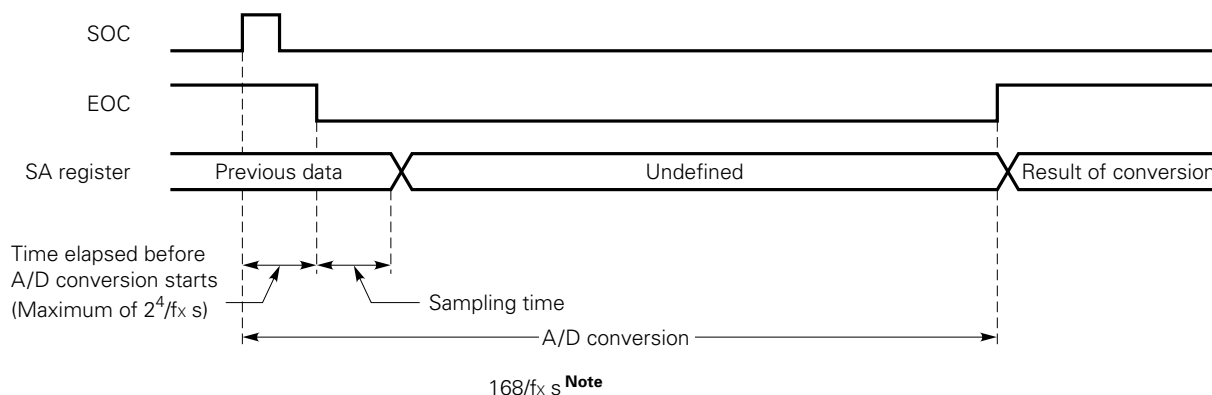 SOC
EOC
SA register
Previous data
Undefined
Result of conversion
Time elapsed before
A/D conversion starts
(Maximum of 2⁴/fx s)
Sampling time
A/D conversion
168/fx s Note